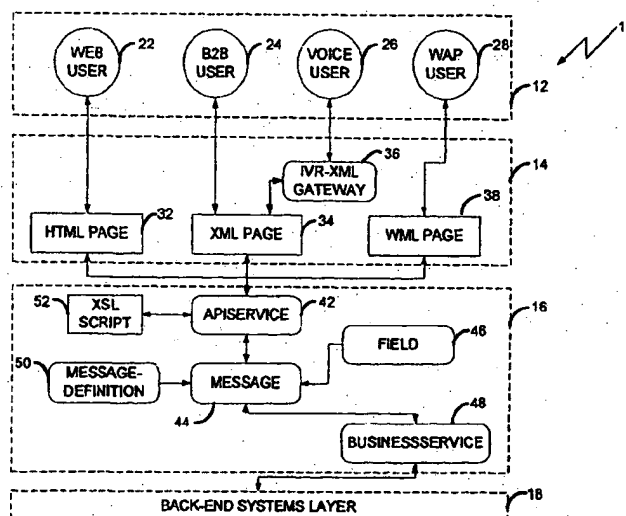 WEB USER
22
B2B USER
24
VOICE USER
26
WAP USER
28
1
12
IVR-XML GATEWAY
36
14
HTML PAGE
32
XML PAGE
34
WML PAGE
38
52
XSL SCRIPT
APISERVICE
42
16
FIELD
46
50
MESSAGE-DEFINITION
MESSAGE
44
48
BUSINESSSERVICE
BACK-END SYSTEMS LAYER
18